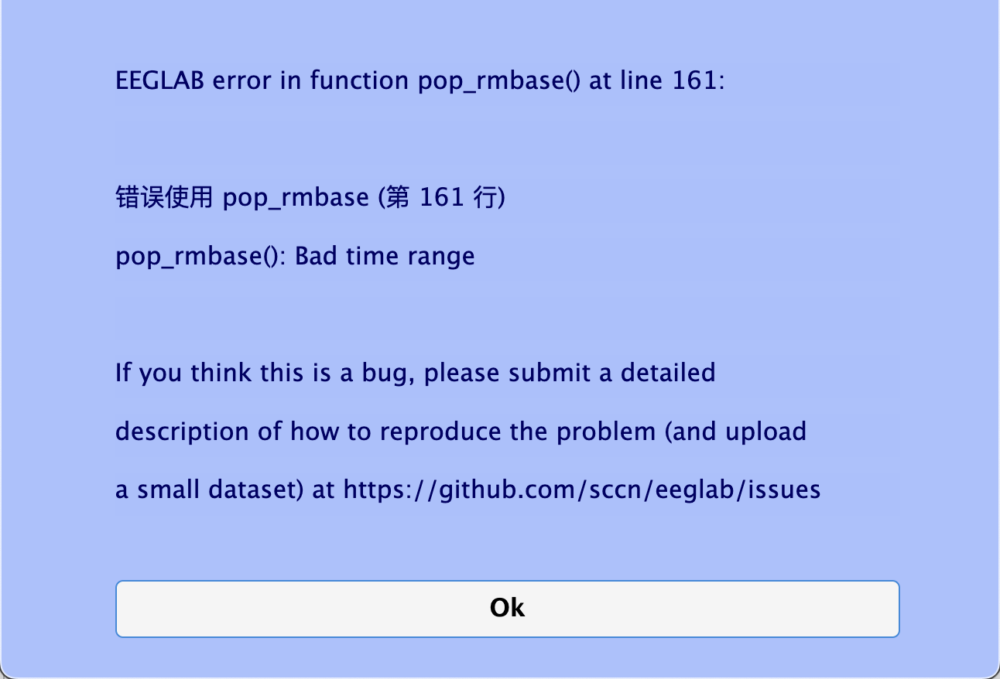 EEGLAB error in function pop_rmbase() at line 161:
错误使用 pop_rmbase (第 161 行)
pop_rmbase(): Bad time range
If you think this is a bug, please submit a detailed
description of how to reproduce the problem (and upload
a small dataset) at https://github.com/sccn/eeglab/issues
Ok